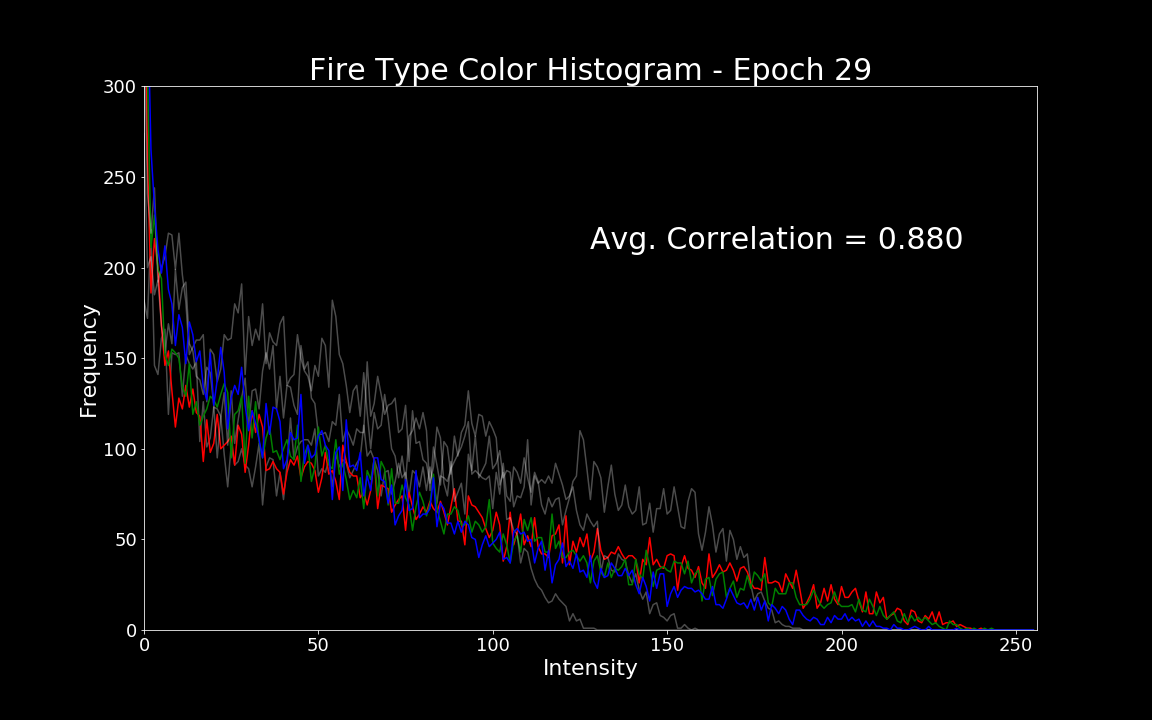 Fire Type Color Histogram - Epoch 29
300
250
200
150
100
50
0
Frequency
Avg. Correlation = 0.880
0 50 100 150 200 250
Intensity